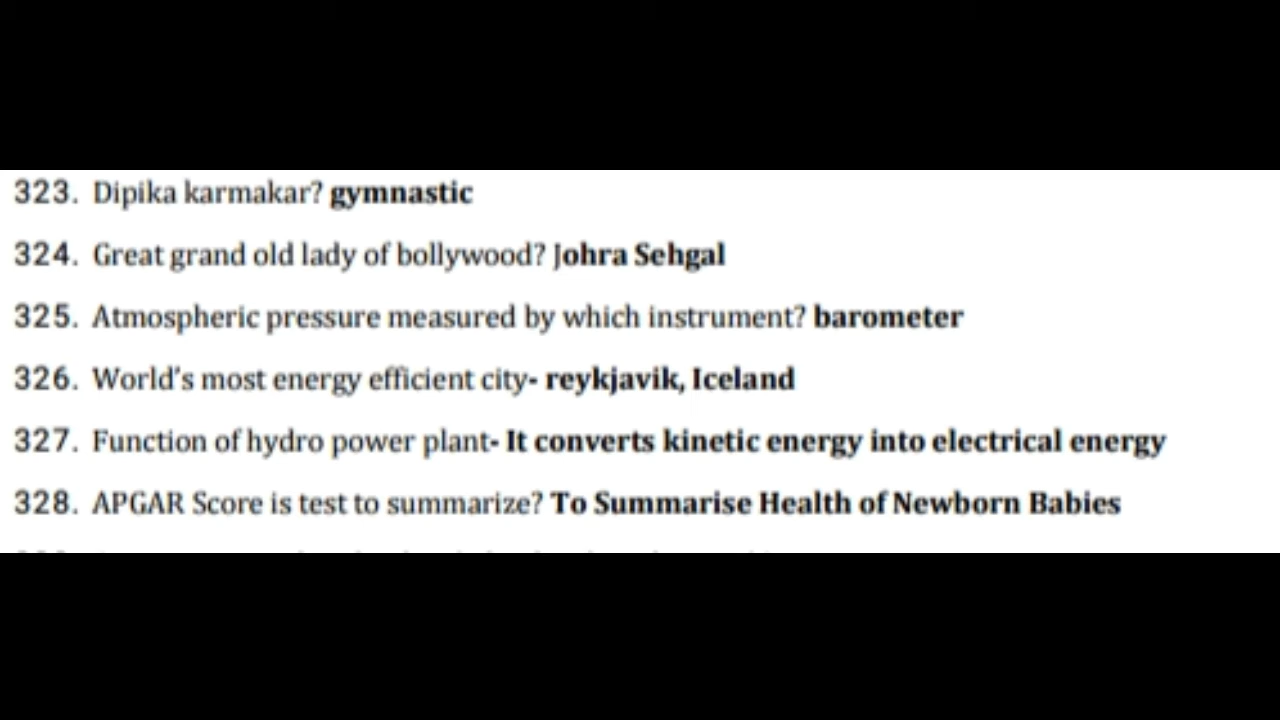 323. Dipika karmakar? gymnastic
324. Great grand old lady of bollywood? Johra Sehgal
325. Atmospheric pressure measured by which instrument? barometer
326. World's most energy efficient city- reykjavik, Iceland
327. Function of hydro power plant- It converts kinetic energy into electrical energy
328. APGAR Score is test to summarize? To Summarise Health of Newborn Babies